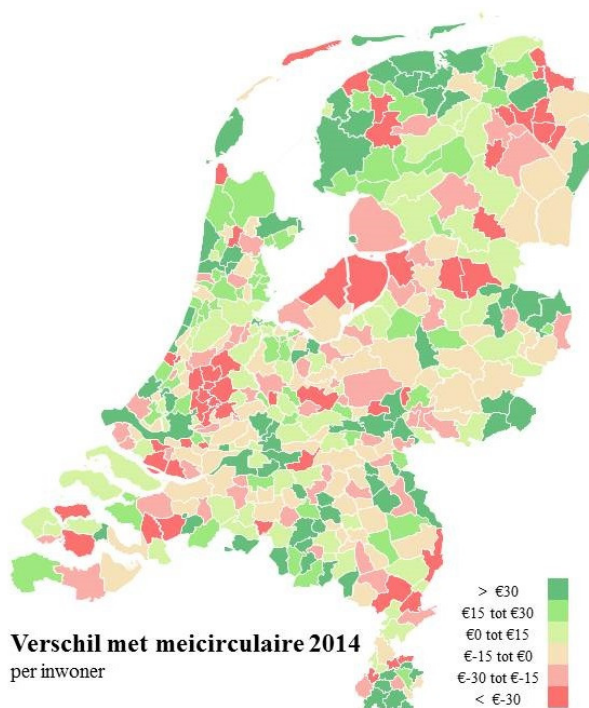 > €30
€15 tot €30
€0 tot €15
€-15 tot €0
€-30 tot €-15
< €-30
Verschil met meicirculaire 2014
per inwoner